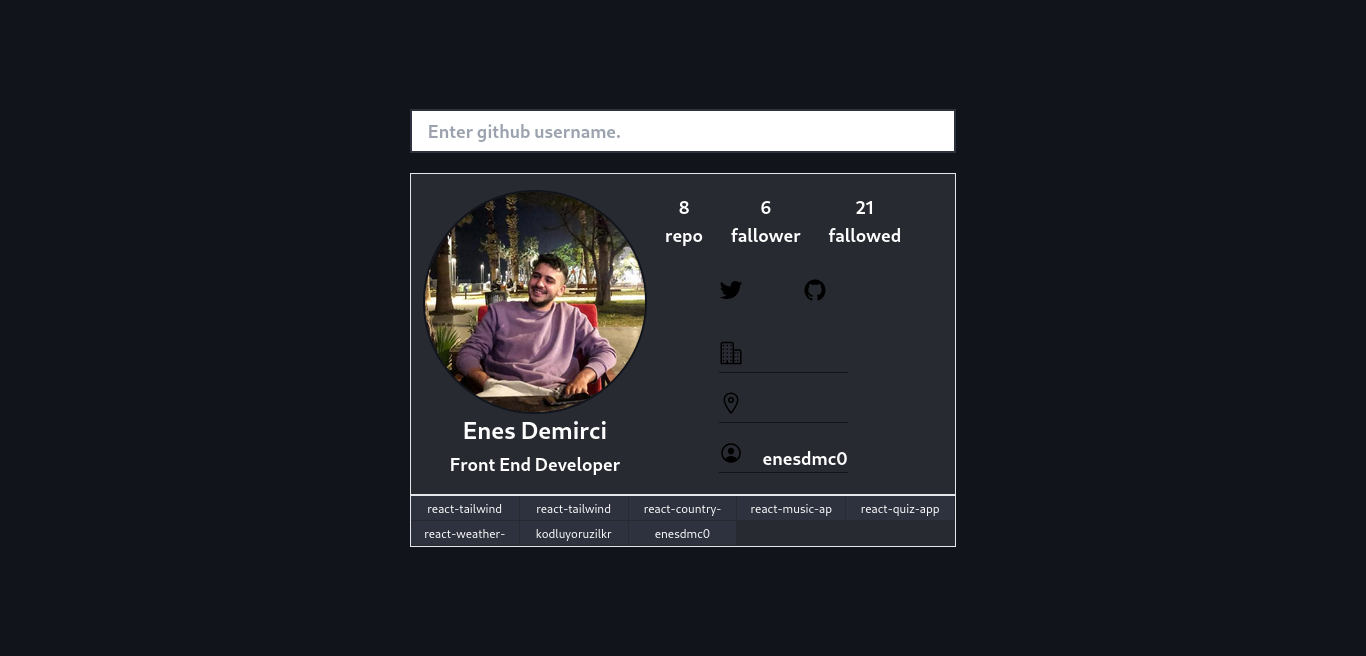 Enter github username.
8 6 21
repo fallower fallowed
Enes Demirci
Front End Developer
enesdmc0
react-tailwind react-tailwind react-country- react-music-ap react-quiz-app
react-weather- kodluyoruzilkr enesdmc0